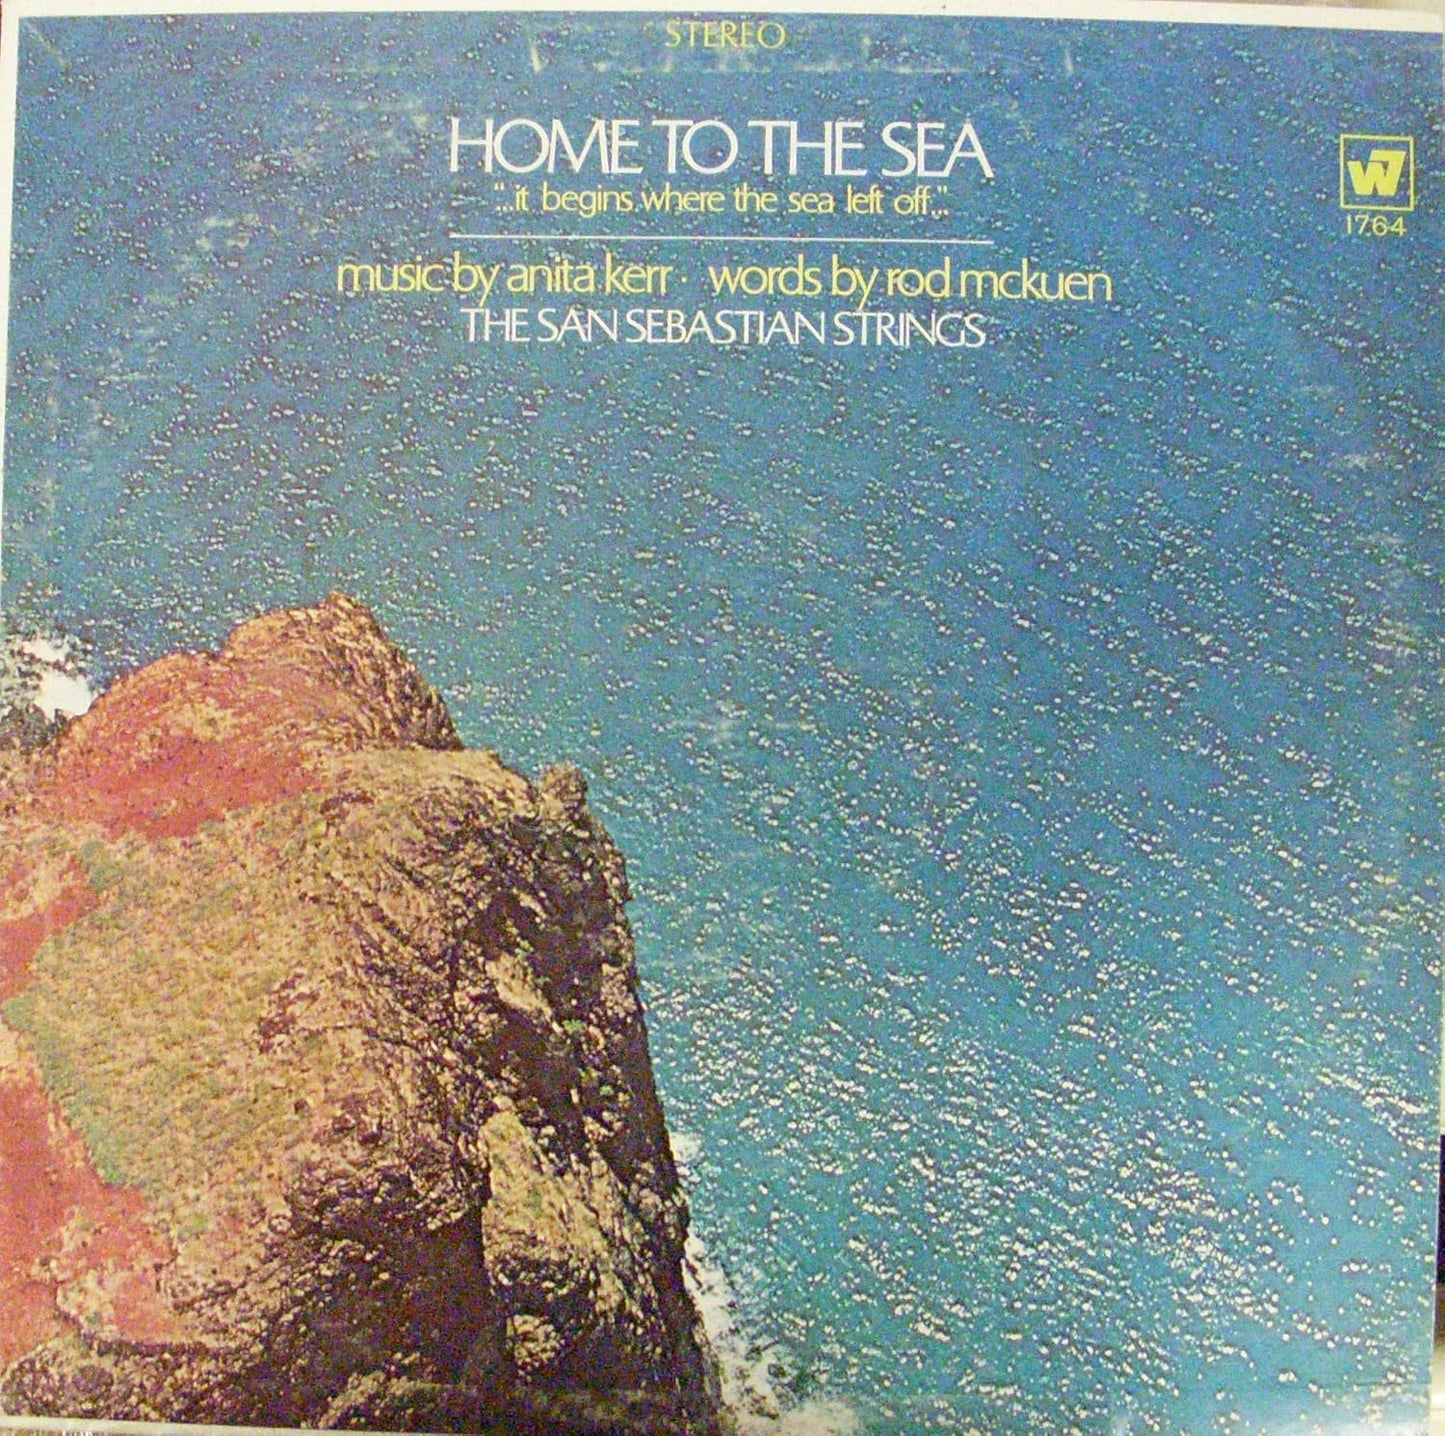 STEREO
HOME TO THE SEA
"...it begins where the sea left off..."
music by anita kerr · words by rod mckuen
THE SAN SEBASTIAN STRINGS
W7
1764